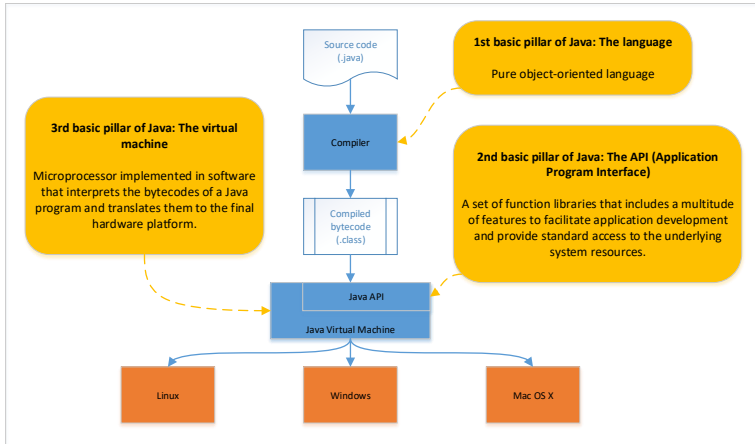 Source code
(.java)
1st basic pillar of Java: The language
Pure object-oriented language
3rd basic pillar of Java: The virtual
machine
Microprocessor implemented in software
that interprets the bytecodes of a Java
program and translates them to the final
hardware platform.
Compiler
2nd basic pillar of Java: The API (Application
Program Interface)
A set of function libraries that includes a multitude
of features to facilitate application development
and provide standard access to the underlying
system resources.
Compiled
bytecode
(.class)
Java API
Java Virtual Machine
Linux
Windows
Mac OS X